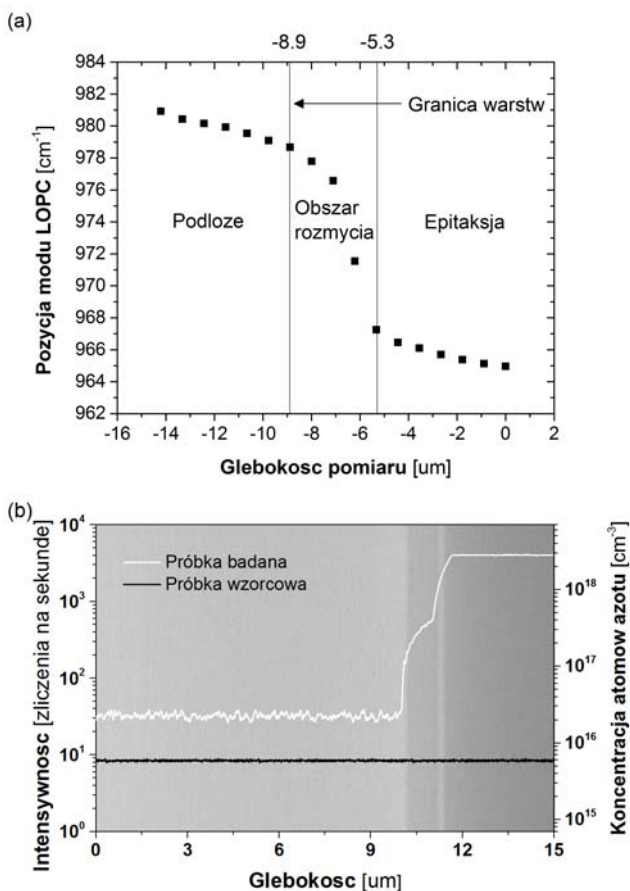 (a)
-8.9 -5.3
984
982
980
978
976
974
972
970
968
966
964
962
Pozycja modu LOPC [cm-1]
Granica warstw
Podloze
Obszar
rozmycia
Epitaksja
-16 -14 -12 -10 -8 -6 -4 -2 0
Glebokosc pomiaru [um]
(b)
10^4
10^3
10^2
10^1
10^0
Intensywnosc [zliczenia na sekunde]
Próbka badana
Próbka wzorcowa
10^18
10^17
10^16
10^15
Koncentracja atomow azotu [cm-3]
0 3 6 9 12 15
Glebokosc [um]